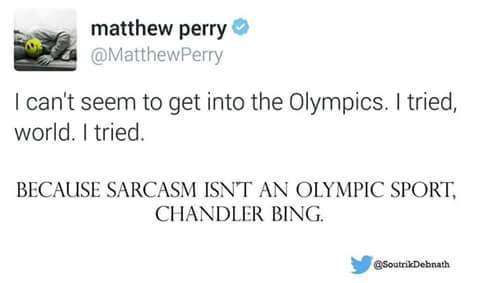 matthew perry
@MatthewPerry
I can't seem to get into the Olympics. I tried,
world. I tried.
BECAUSE SARCASM ISN'T AN OLYMPIC SPORT,
CHANDLER BING.
@SoutrikDebnath